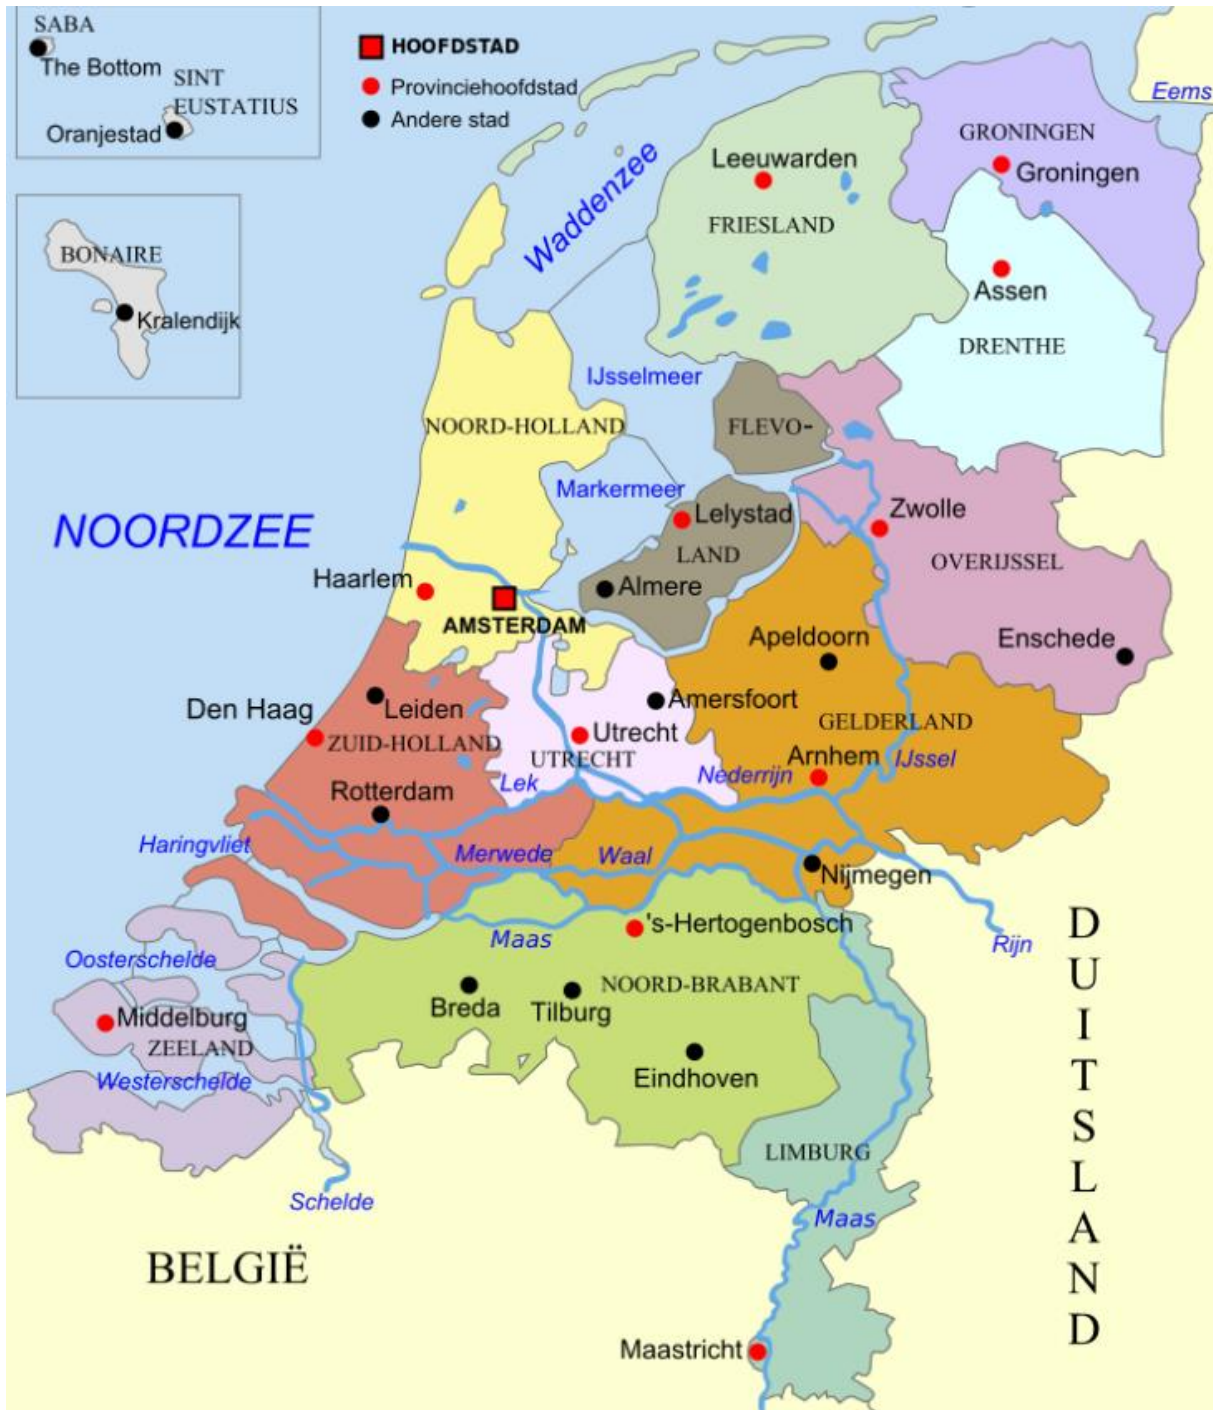 SABA
The Bottom
SINT
EUSTATIUS
Oranjestad
BONAIRE
Kralendijk
HOOFDSTAD
Provinciehoofdstad
Andere stad
Eems
Waddenzee
GRONINGEN
Groningen
Leeuwarden
FRIESLAND
Assen
DRENTHE
IJsselmeer
NOORD-HOLLAND
FLEVO-
Markermeer
Lelystad
LAND
Almere
NOORDZEE
Zwolle
OVERIJSSEL
Haarlem
AMSTERDAM
Apeldoorn
Enschede
Den Haag
Leiden
ZUID-HOLLAND
Amersfoort
Utrecht
UTRECHT
GELDERLAND
Arnhem
IJssel
Nederrijn
Lek
Rotterdam
Haringvliet
Merwede
Waal
Nijmegen
Rijn
's-Hertogenbosch
Maas
Oosterschelde
Middelburg
ZEELAND
Westerschelde
Breda
Tilburg
NOORD-BRABANT
Eindhoven
LIMBURG
Schelde
Maas
BELGIË
DUITSLAND
Maastricht